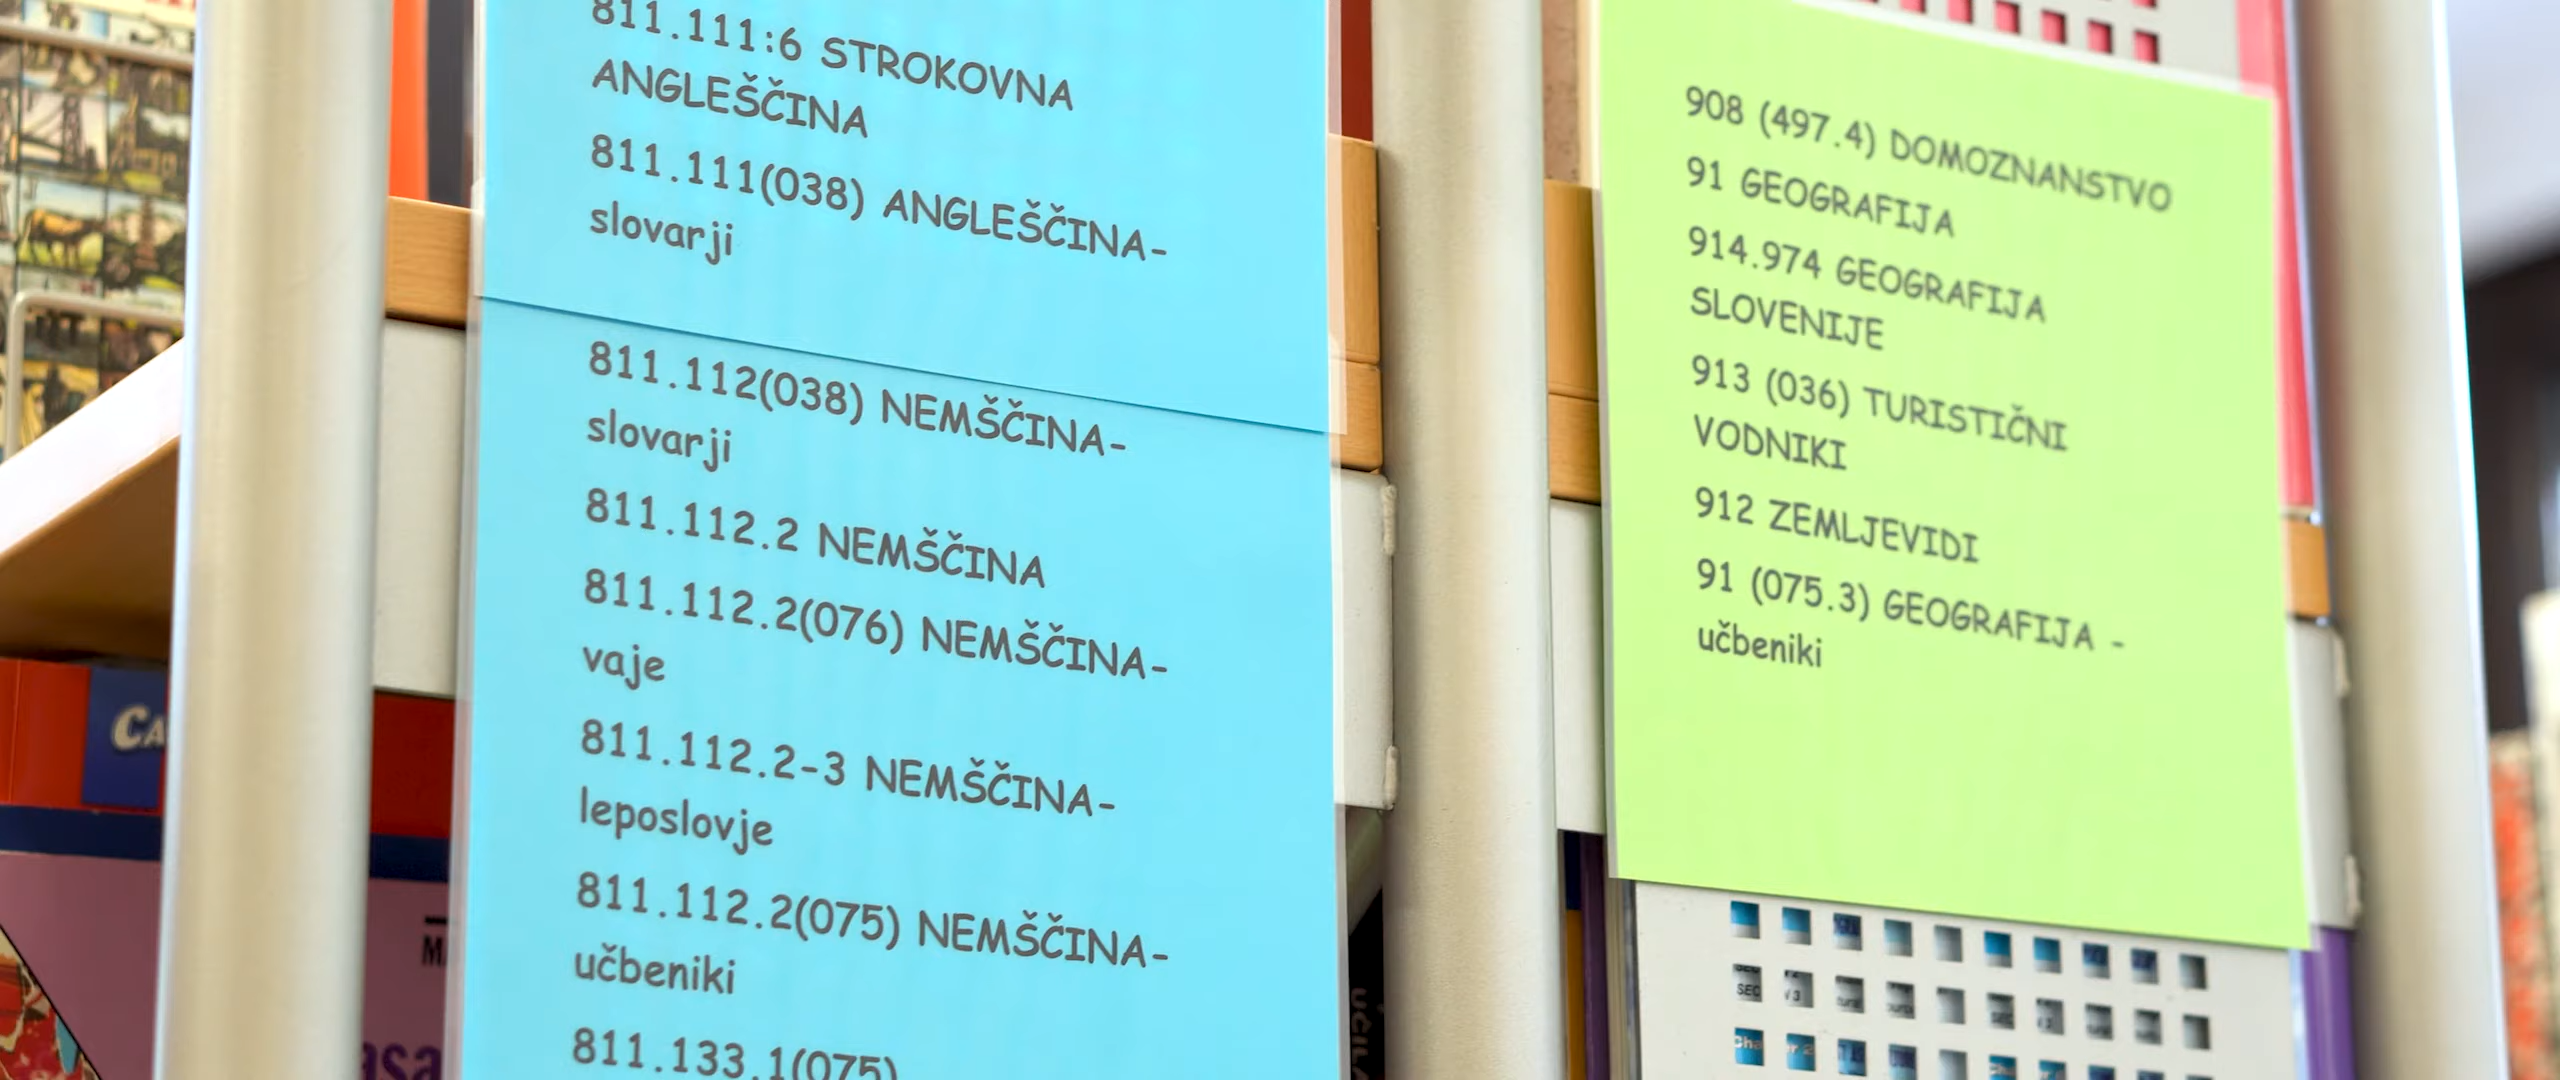 811.111:6 STROKOVNA
ANGLEŠČINA
811.111(038) ANGLEŠČINA-
slovarji
811.112(038) NEMŠČINA-
slovarji
811.112.2 NEMŠČINA
811.112.2(076) NEMŠČINA-
vaje
811.112.2-3 NEMŠČINA-
leposlovje
811.112.2(075) NEMŠČINA-
učbeniki
811.133.1(075)
908 (497.4) DOMOZNANSTVO
91 GEOGRAFIJA
914.974 GEOGRAFIJA
SLOVENIJE
913 (036) TURISTIČNI
VODNIKI
912 ZEMLJEVIDI
91 (075.3) GEOGRAFIJA -
učbeniki